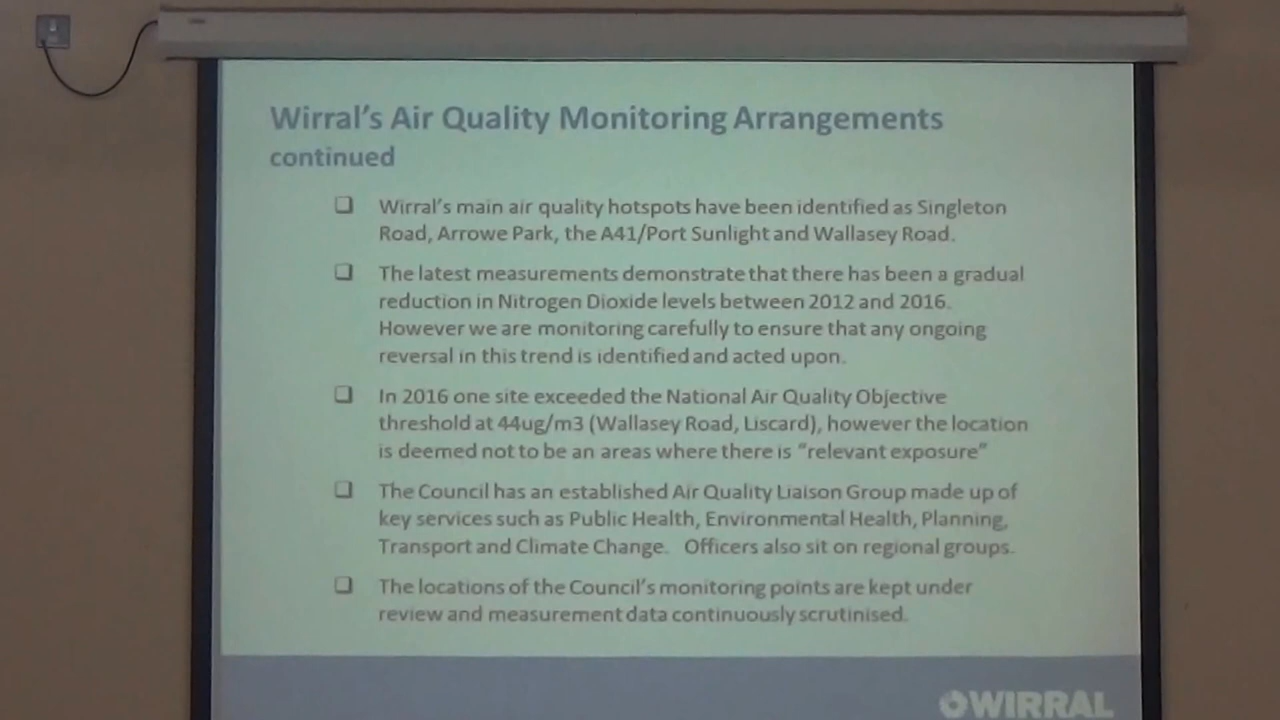 Wirral's Air Quality Monitoring Arrangements
continued
Wirral's main air quality hotspots have been identified as Singleton
Road, Arrowe Park, the A41/Port Sunlight and Wallasey Road.
The latest measurements demonstrate that there has been a gradual
reduction in Nitrogen Dioxide levels between 2012 and 2016.
However we are monitoring carefully to ensure that any ongoing
reversal in this trend is identified and acted upon.
In 2016 one site exceeded the National Air Quality Objective
threshold at 44ug/m3 (Wallasey Road, Liscard), however the location
is deemed not to be an areas where there is "relevant exposure"
The Council has an established Air Quality Liaison Group made up of
key services such as Public Health, Environmental Health, Planning,
Transport and Climate Change. Officers also sit on regional groups.
The locations of the Council's monitoring points are kept under
review and measurement data continuously scrutinised.
WIRRAL